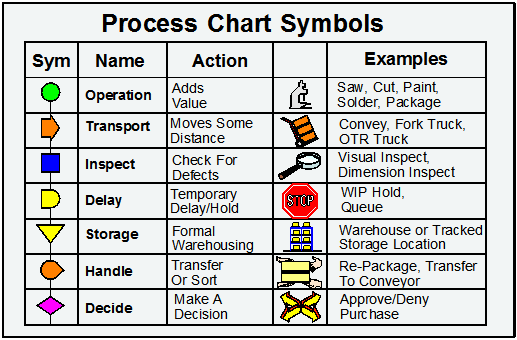 Process Chart Symbols
Sym Name Action Examples
Operation
Adds
Value
Saw, Cut, Paint,
Solder, Package
Transport
Moves Some
Distance
Convey, Fork Truck,
OTR Truck
Inspect
Check For
Defects
Visual Inspect,
Dimension Inspect
Delay
Temporary
Delay/Hold
STOP
WIP Hold,
Queue
Storage
Formal
Warehousing
Warehouse or Tracked
Storage Location
Handle
Transfer
Or Sort
Re-Package, Transfer
To Conveyor
Decide
Make A
Decision
Approve/Deny
Purchase